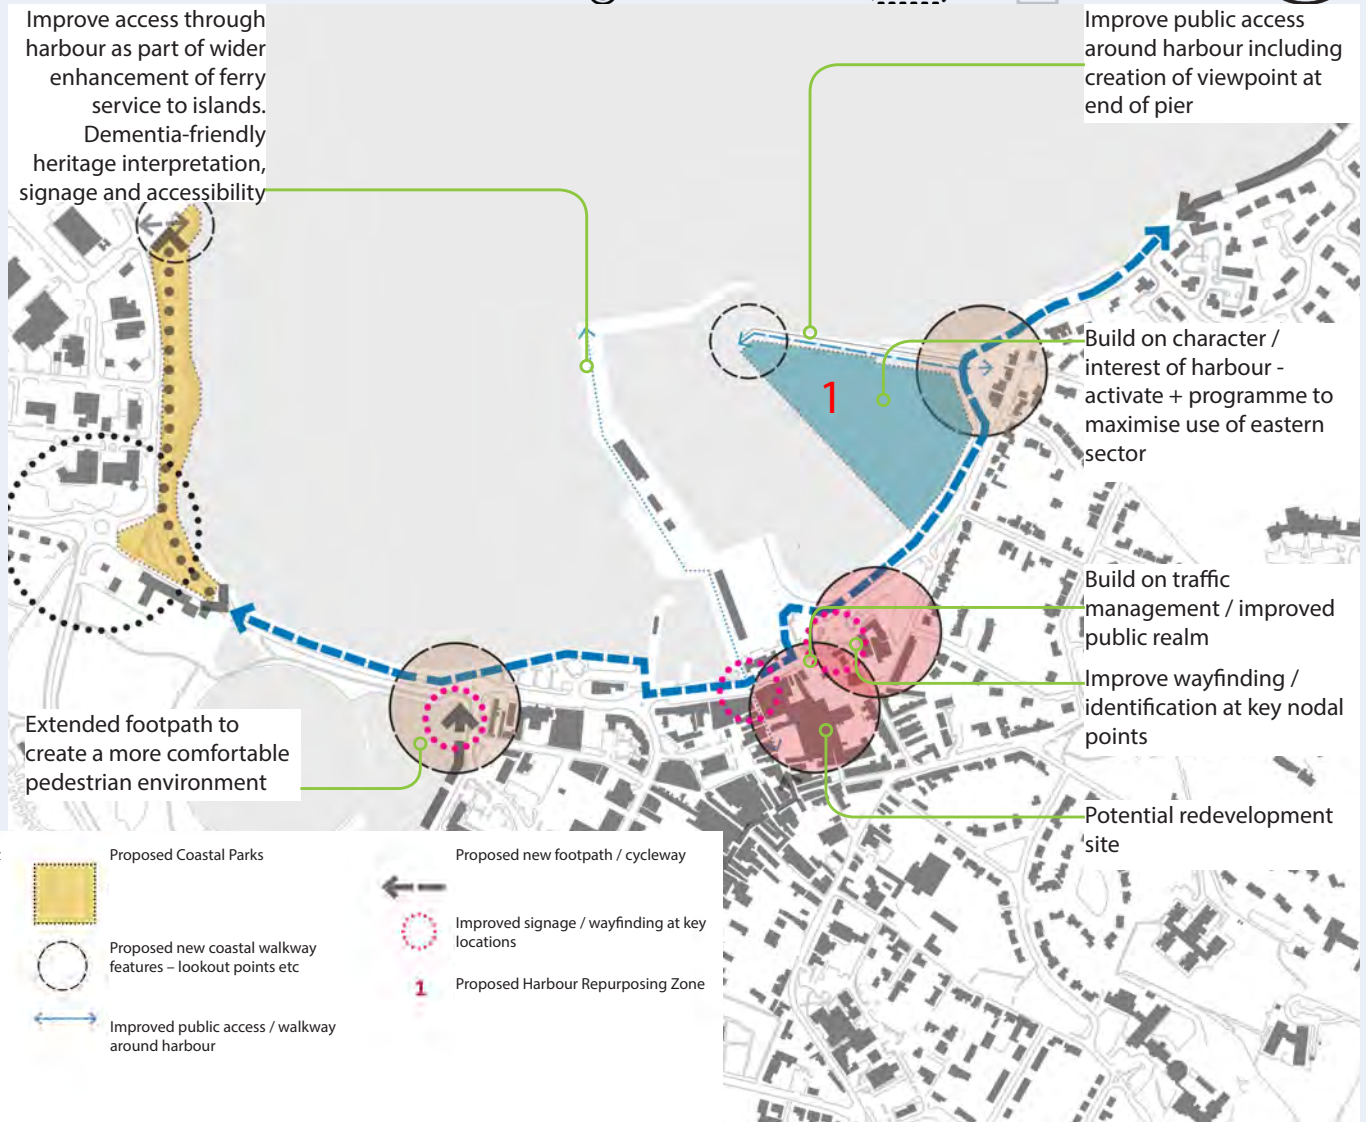 Improve access through
harbour as part of wider
enhancement of ferry
service to islands.
Dementia-friendly
heritage interpretation,
signage and accessibility
Improve public access
around harbour including
creation of viewpoint at
end of pier
1
Build on character /
interest of harbour -
activate + programme to
maximise use of eastern
sector
Build on traffic
management / improved
public realm
Improve wayfinding /
identification at key nodal
points
Potential redevelopment
site
Extended footpath to
create a more comfortable
pedestrian environment
Proposed Coastal Parks
Proposed new coastal walkway
features – lookout points etc
Improved public access / walkway
around harbour
Proposed new footpath / cycleway
Improved signage / wayfinding at key
locations
1
Proposed Harbour Repurposing Zone